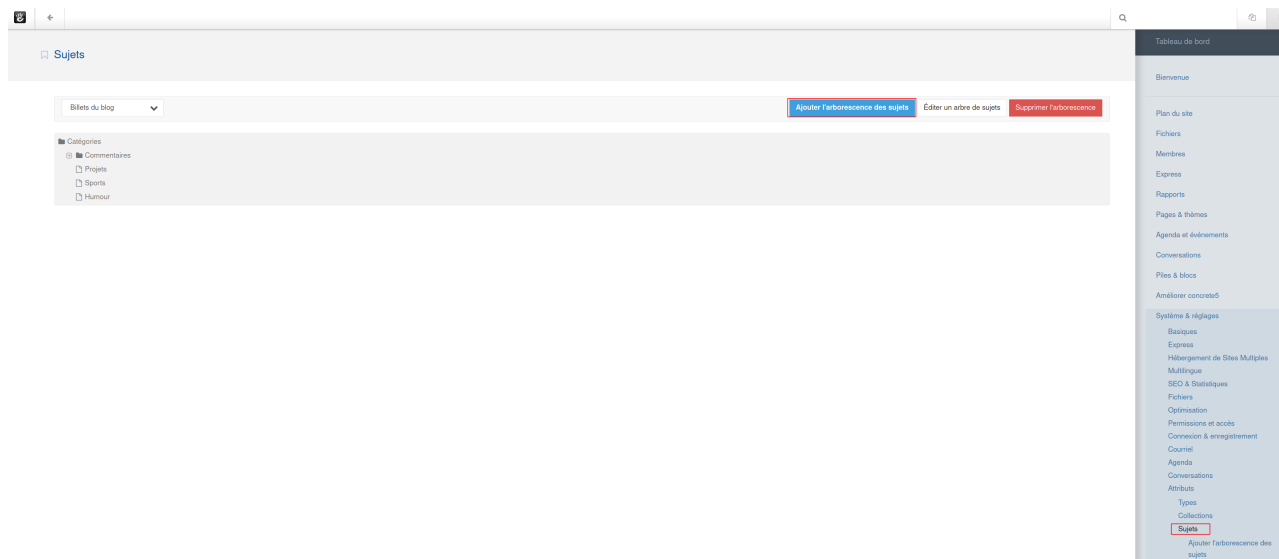 Sujets
Billets du blog
Ajouter l'arborescence des sujets
Éditer un arbre de sujets
Supprimer l'arborescence
Catégories
Commentaires
Projets
Sports
Humour
Tableau de bord
Bienvenue
Plan du site
Fichiers
Membres
Express
Rapports
Pages & thèmes
Agenda et événements
Conversations
Piles & blocs
Améliorer concrete5
Système & réglages
Basiques
Express
Hébergement de Sites Multiples
Multilingue
SEO & Statistiques
Fichiers
Optimisation
Permissions et accès
Connexion & enregistrement
Courriel
Agenda
Conversations
Attributs
Types
Collections
Sujets
Ajouter l'arborescence des
sujets